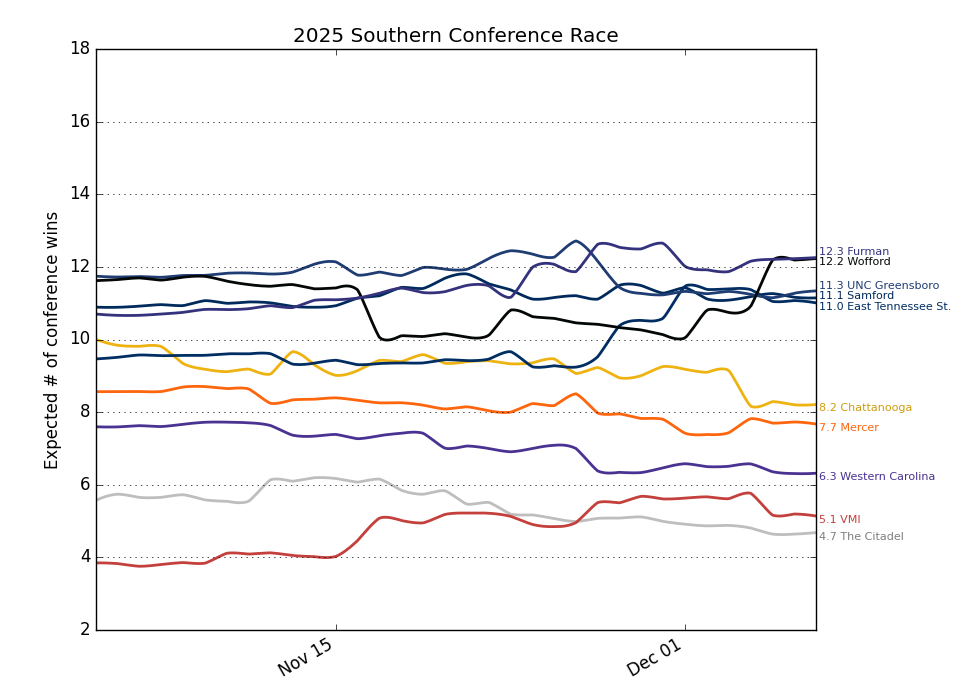 2025 Southern Conference Race
Expected # of conference wins
18
16
14
12
10
8
6
4
2
Nov 15
Dec 01
12.3 Furman
12.2 Wofford
11.3 UNC Greensboro
11.1 Samford
11.0 East Tennessee St.
8.2 Chattanooga
7.7 Mercer
6.3 Western Carolina
5.1 VMI
4.7 The Citadel